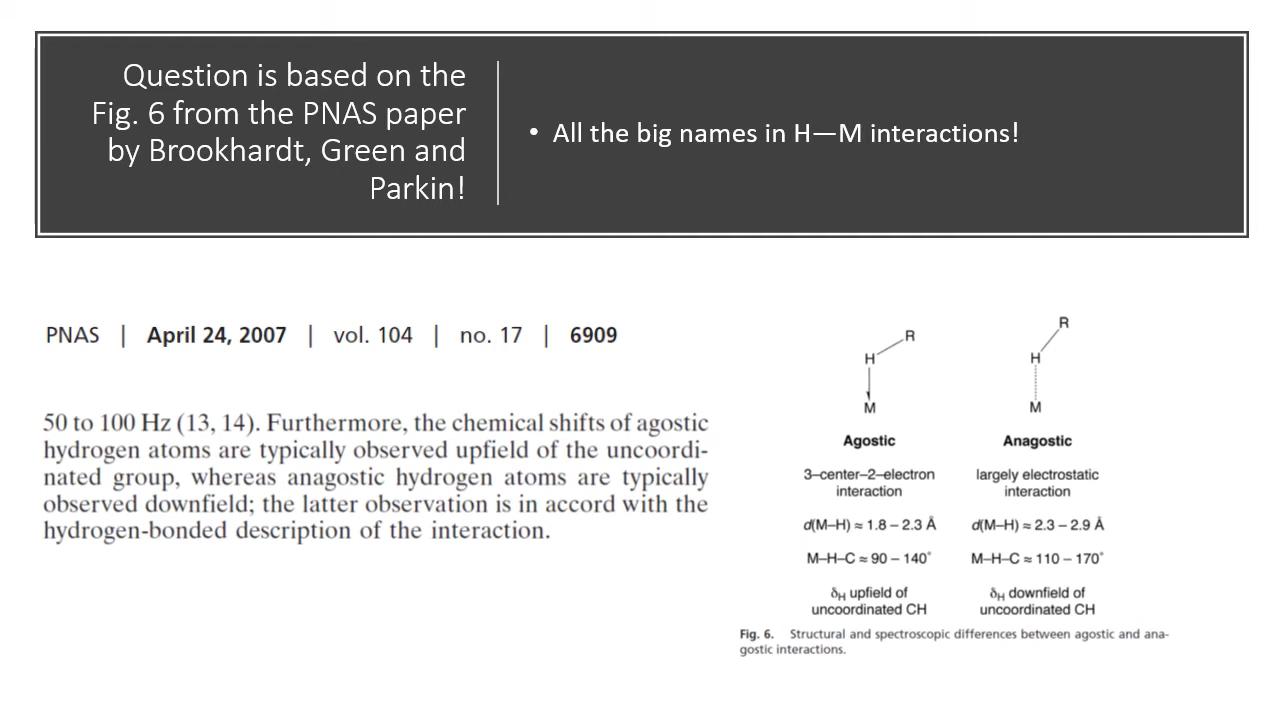 Question is based on the
Fig. 6 from the PNAS paper
by Brookhardt, Green and
Parkin!
• All the big names in H—M interactions!
PNAS | April 24, 2007 | vol. 104 | no. 17 | 6909
50 to 100 Hz (13, 14). Furthermore, the chemical shifts of agostic
hydrogen atoms are typically observed upfield of the uncoordi-
nated group, whereas anagostic hydrogen atoms are typically
observed downfield; the latter observation is in accord with the
hydrogen-bonded description of the interaction.
R
H
M
Agostic
3–center–2–electron
interaction
d(M–H) ≈ 1.8 – 2.3 Å
M–H–C ≈ 90 – 140°
δH upfield of
uncoordinated CH
R
H
M
Anagostic
largely electrostatic
interaction
d(M–H) ≈ 2.3 – 2.9 Å
M–H–C ≈ 110 – 170°
δH downfield of
uncoordinated CH
Fig. 6. Structural and spectroscopic differences between agostic and ana-
gostic interactions.